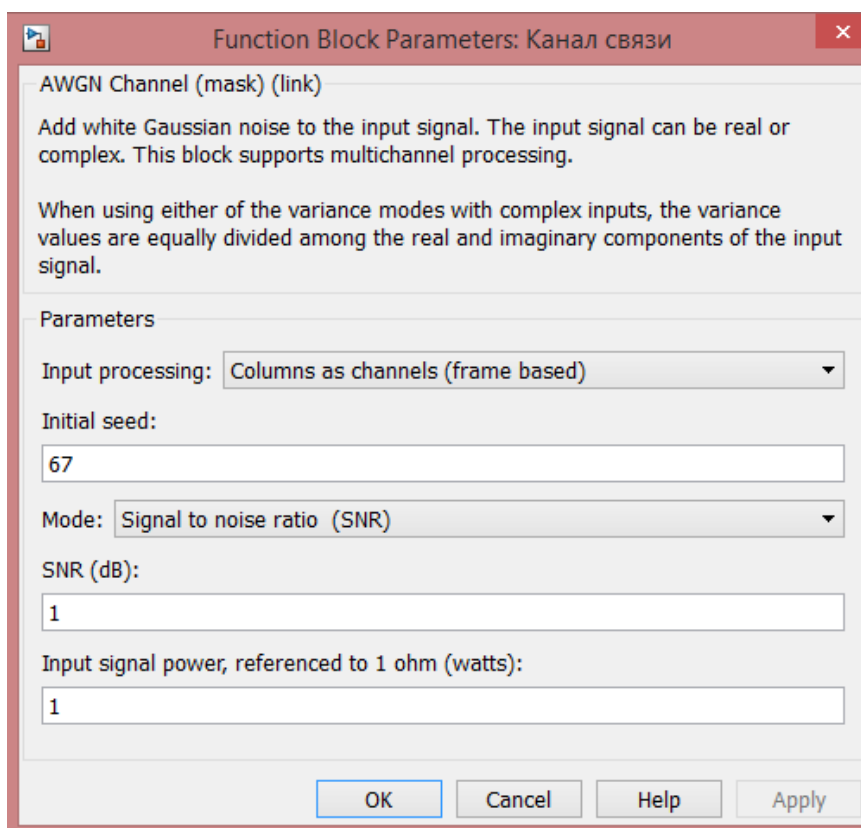 Function Block Parameters: Канал связи
AWGN Channel (mask) (link)
Add white Gaussian noise to the input signal. The input signal can be real or
complex. This block supports multichannel processing.
When using either of the variance modes with complex inputs, the variance
values are equally divided among the real and imaginary components of the input
signal.
Parameters
Input processing: Columns as channels (frame based)
Initial seed:
67
Mode: Signal to noise ratio (SNR)
SNR (dB):
1
Input signal power, referenced to 1 ohm (watts):
1
OK Cancel Help Apply